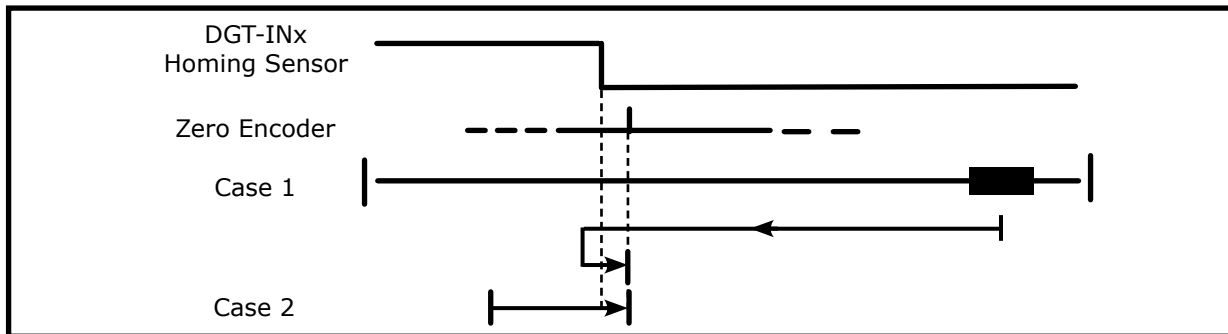 DGT-INx
Homing Sensor
Zero Encoder
Case 1
Case 2